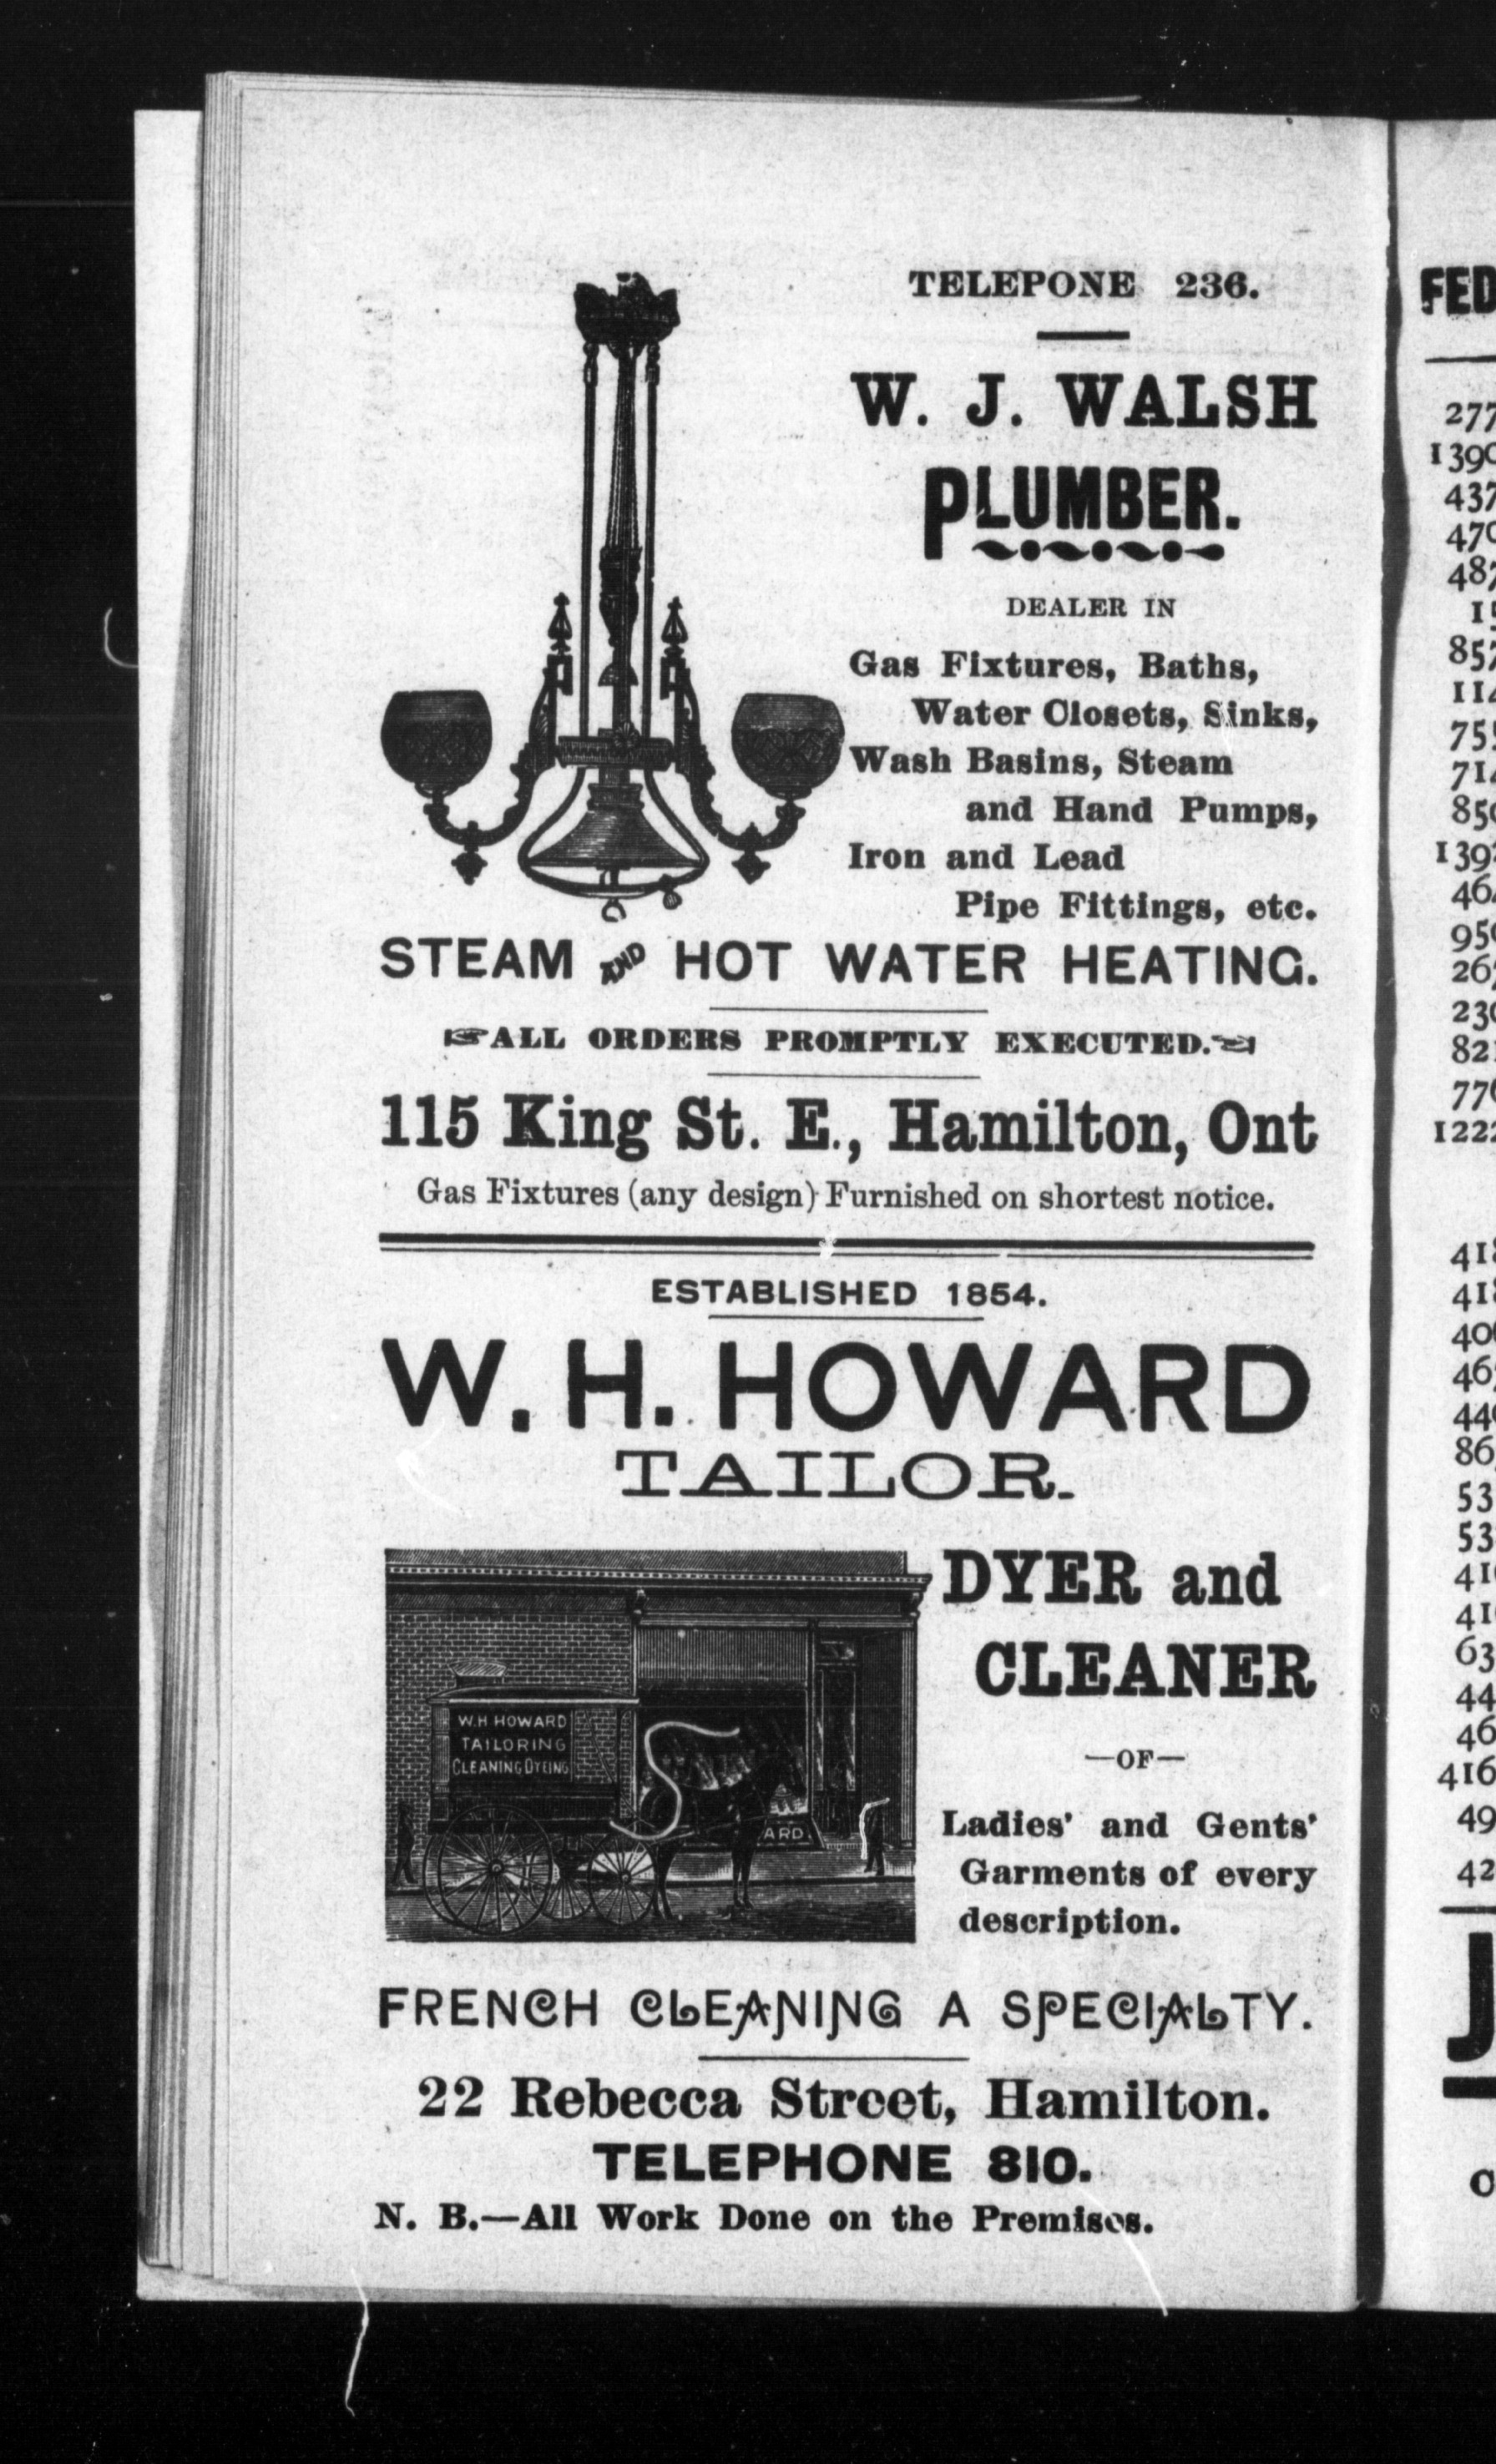 TELEPONE 236.
W. J. WALSH
PLUMBER.
DEALER IN
Gas Fixtures, Baths,
Water Closets, Sinks,
Wash Basins, Steam
and Hand Pumps,
Iron and Lead
Pipe Fittings, etc.
STEAM AND HOT WATER HEATING.
☞ALL ORDERS PROMPTLY EXECUTED.☜
115 King St. E., Hamilton, Ont
Gas Fixtures (any design) Furnished on shortest notice.
ESTABLISHED 1854.
W. H. HOWARD
TAILOR.
DYER and
CLEANER
W.H HOWARD
TAILORING
CLEANING DYEING
ARD
—OF—
Ladies' and Gents'
Garments of every
description.
FRENCH CLEANING A SPECIALTY.
22 Rebecca Street, Hamilton.
TELEPHONE 810.
N. B.—All Work Done on the Premises.
FED